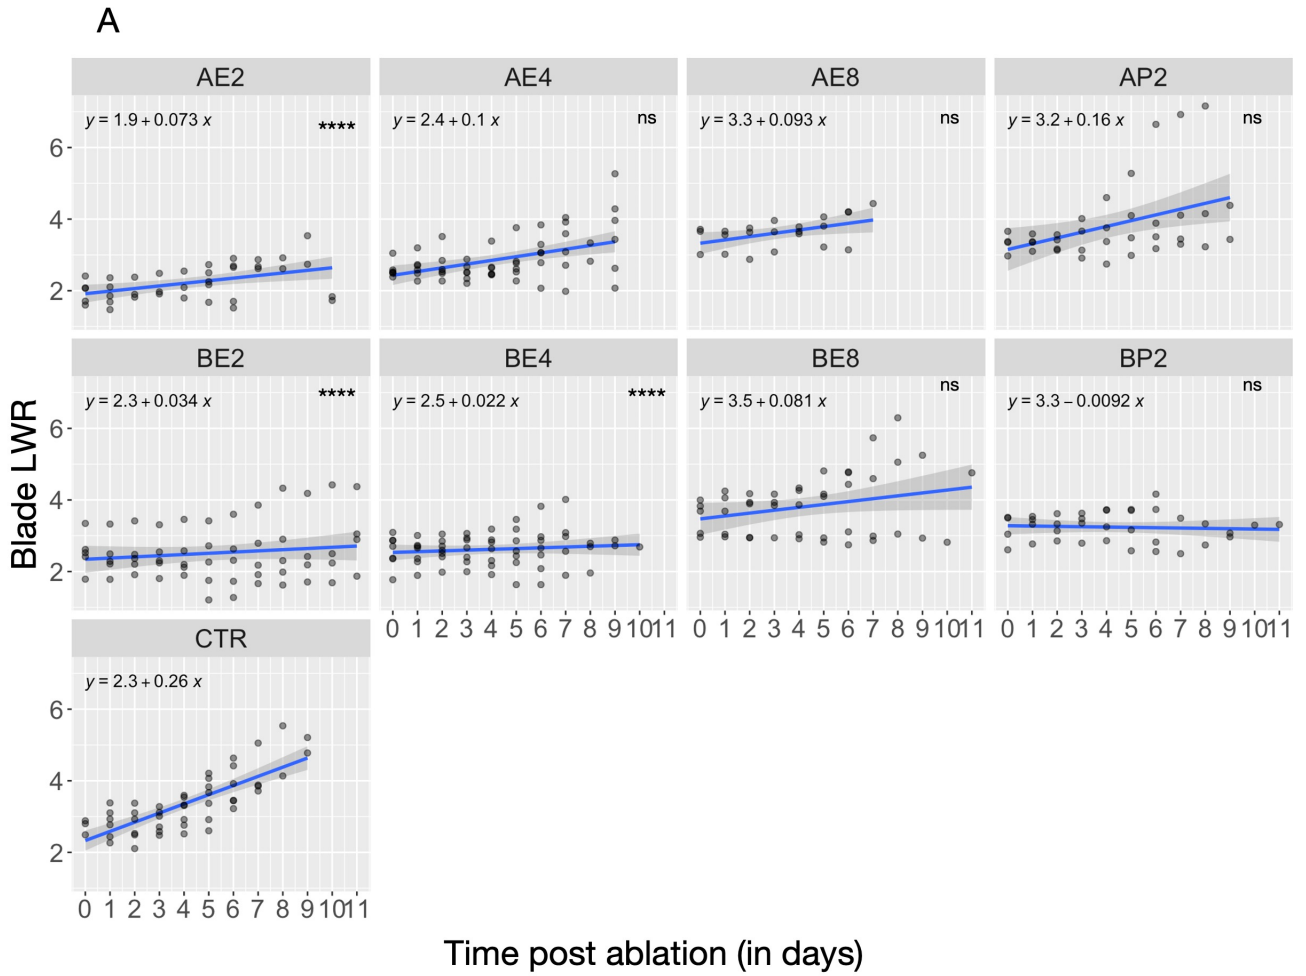 A
AE2
AE4
AE8
AP2
y = 1.9 + 0.073 x
****
y = 2.4 + 0.1 x
ns
y = 3.3 + 0.093 x
ns
y = 3.2 + 0.16 x
ns
6
4
2
BE2
BE4
BE8
BP2
y = 2.3 + 0.034 x
****
y = 2.5 + 0.022 x
****
y = 3.5 + 0.081 x
ns
y = 3.3 – 0.0092 x
ns
6
4
2
0 1 2 3 4 5 6 7 8 9 10 11
0 1 2 3 4 5 6 7 8 9 10 11
0 1 2 3 4 5 6 7 8 9 10 11
CTR
y = 2.3 + 0.26 x
6
4
2
0 1 2 3 4 5 6 7 8 9 10 11
Blade LWR
Time post ablation (in days)